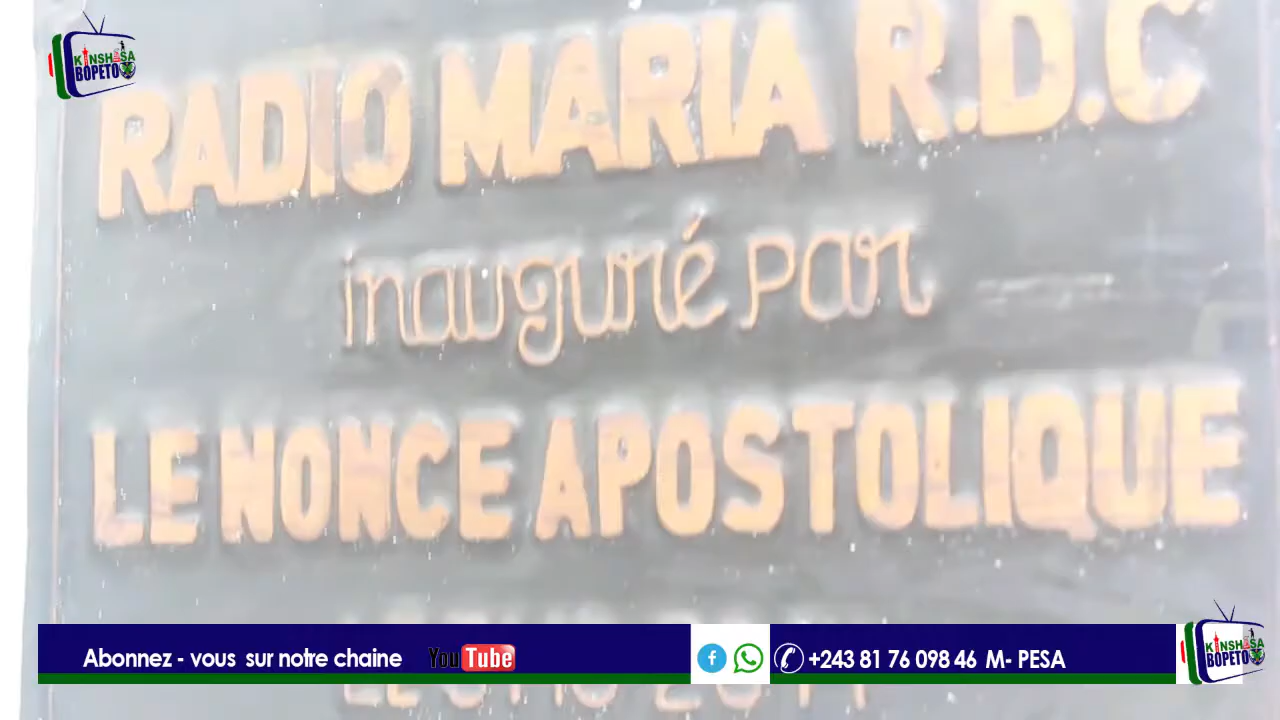 KINSHASA
BOPETO
RADIO MARIA R.D.C
inauguré par
LE NONCE APOSTOLIQUE
Abonnez - vous sur notre chaine YouTube
+243 81 76 098 46 M- PESA
KINSHASA
BOPETO